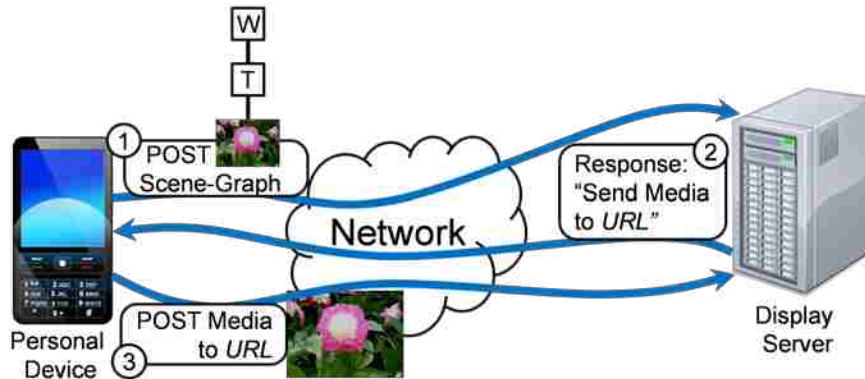 W
T
1
POST
Scene-Graph
2
Response:
"Send Media
to URL"
Network
POST Media
to URL
3
Personal
Device
Display
Server